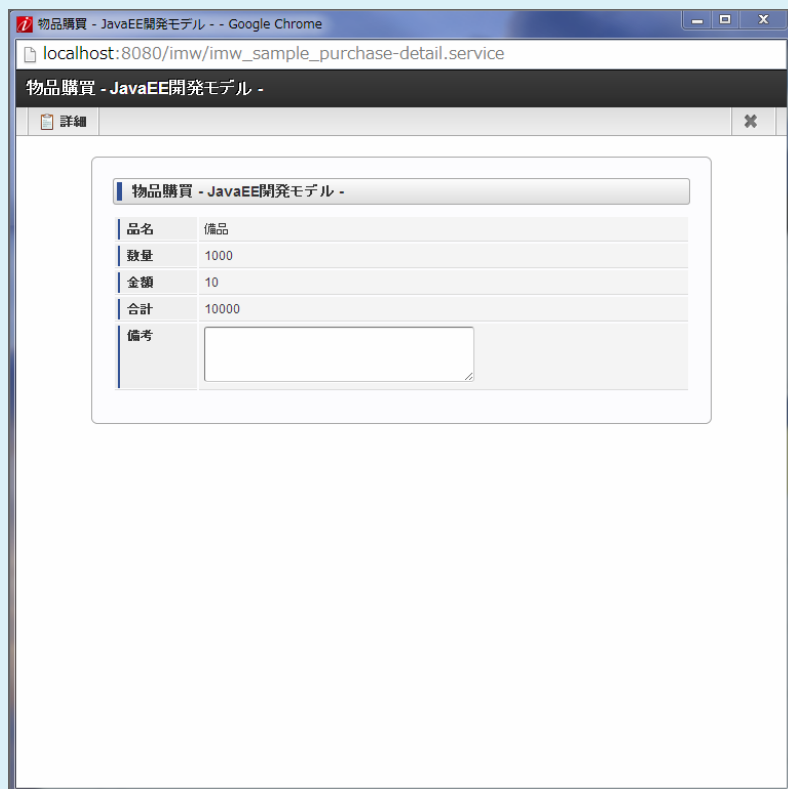 物品購買 - JavaEE開発モデル - - Google Chrome
localhost:8080/imw/imw_sample_purchase-detail.service
物品購買 - JavaEE開発モデル -
詳細
物品購買 - JavaEE開発モデル -
品名 備品
数量 1000
金額 10
合計 10000
備考